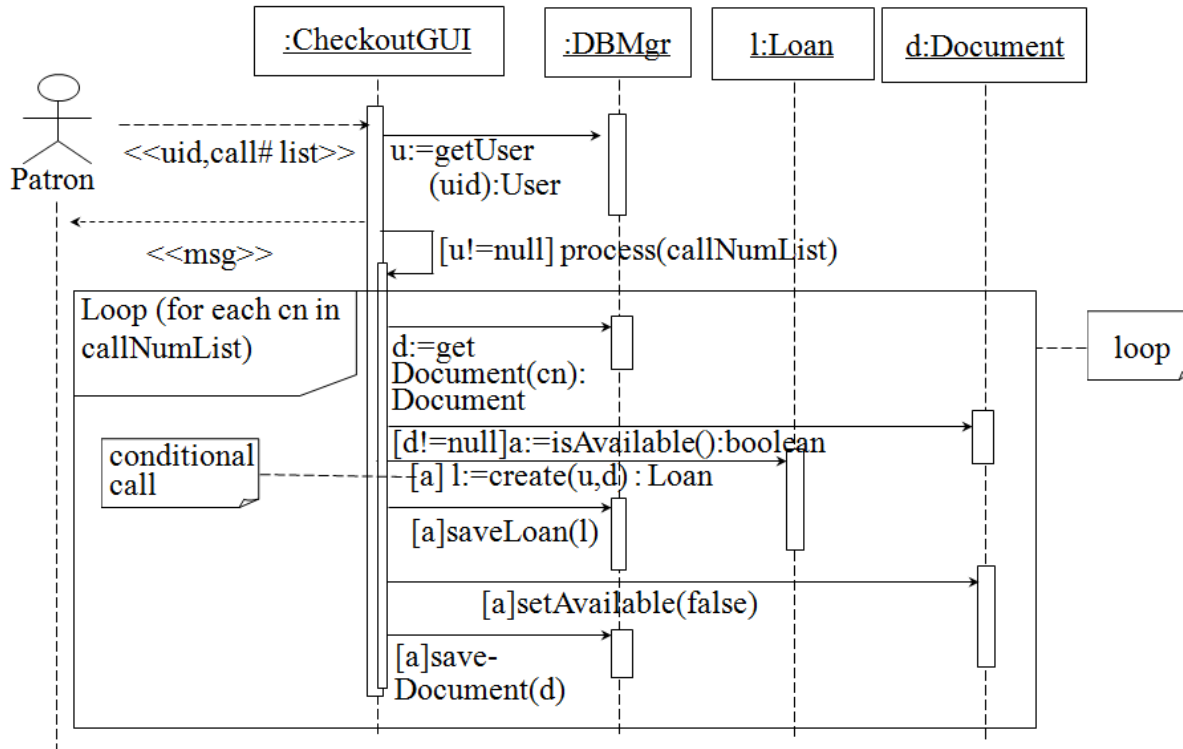 :CheckoutGUI
:DBMgr
l:Loan
d:Document
Patron
<<uid,call# list>>
u:=getUser
(uid):User
<<msg>>
[u!=null] process(callNumList)
Loop (for each cn in
callNumList)
loop
d:=get
Document(cn):
Document
[d!=null]a:=isAvailable():boolean
conditional
call
[a] l:=create(u,d) : Loan
[a]saveLoan(l)
[a]setAvailable(false)
[a]save-
Document(d)